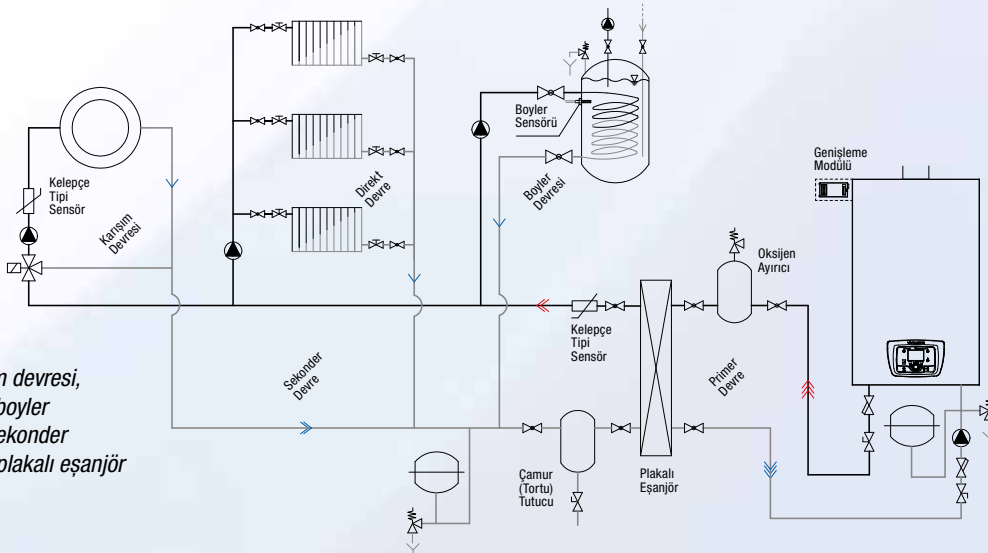 Boyler
Sensörü
Genişleme
Modülü
Kelepçe
Tipi
Sensör
Karışım
Devresi
Direkt
Devre
Boyler
Devresi
Oksijen
Ayırıcı
Kelepçe
Tipi
Sensör
Sekonder
Devre
Primer
Devre
devresi,
boyler
plakalı eşanjör
Çamur
(Tortu)
Tutucu
Plakalı
Eşanjör